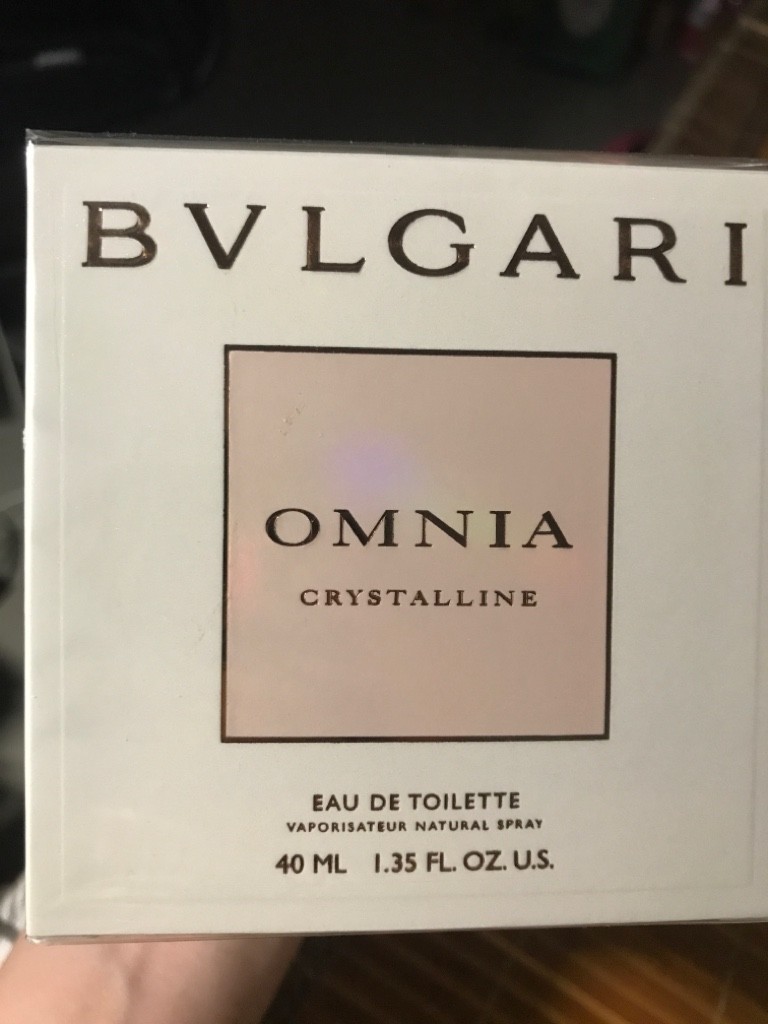 BVLGARI
OMNIA
CRYSTALLINE
EAU DE TOILETTE
VAPORISATEUR NATURAL SPRAY
40 ML 1.35 FL. OZ. U.S.